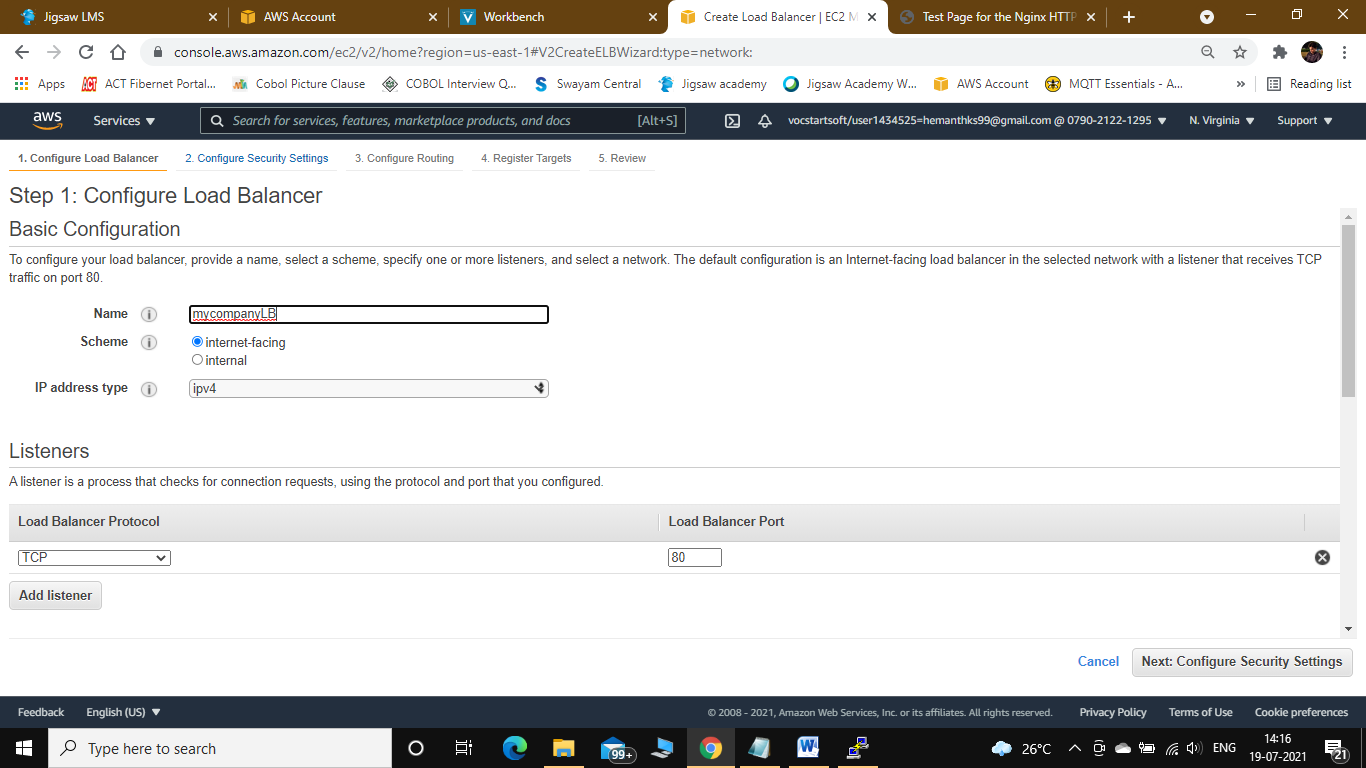 Jigsaw LMS
AWS Account
Workbench
Create Load Balancer | EC2 M
Test Page for the Nginx HTTP
console.aws.amazon.com/ec2/v2/home?region=us-east-1#V2CreateELBWizard:type=network:
Apps
ACT Fibernet Portal...
Cobol Picture Clause
COBOL Interview Q...
Swayam Central
Jigsaw academy
Jigsaw Academy W...
AWS Account
MQTT Essentials - A...
»
Reading list
aws
Services
Search for services, features, marketplace products, and docs [Alt+S]
vocstartsoft/user1434525=hemanthks99@gmail.com @ 0790-2122-1295
N. Virginia
Support
1. Configure Load Balancer
2. Configure Security Settings
3. Configure Routing
4. Register Targets
5. Review
Step 1: Configure Load Balancer
Basic Configuration
To configure your load balancer, provide a name, select a scheme, specify one or more listeners, and select a network. The default configuration is an Internet-facing load balancer in the selected network with a listener that receives TCP
traffic on port 80.
Name
mycompanyLB
Scheme
internet-facing
internal
IP address type
ipv4
Listeners
A listener is a process that checks for connection requests, using the protocol and port that you configured.
Load Balancer Protocol
Load Balancer Port
TCP
80
Add listener
Cancel
Next: Configure Security Settings
Feedback
English (US)
© 2008 - 2021, Amazon Web Services, Inc. or its affiliates. All rights reserved.
Privacy Policy
Terms of Use
Cookie preferences
Type here to search
99+
26°C
ENG
14:16
19-07-2021
21